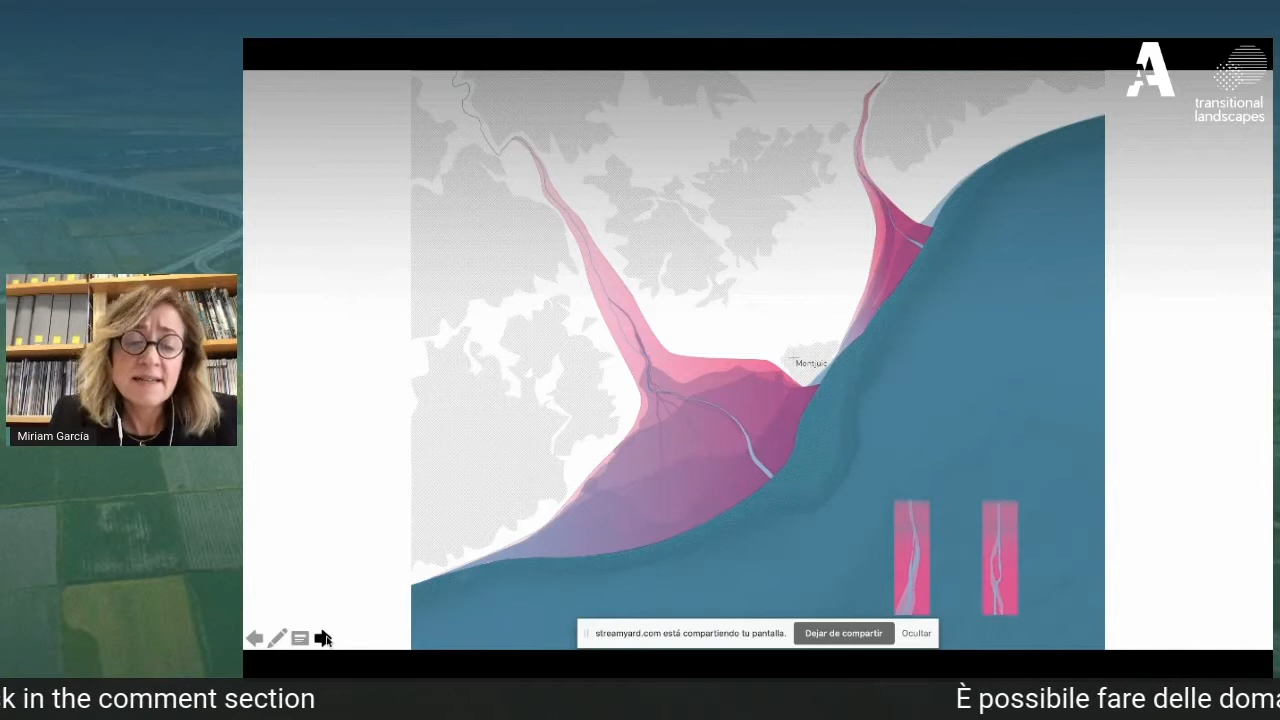 A
transitional
landscapes
Montjuïc
Miriam García
streamyard.com está compartiendo tu pantalla.
Dejar de compartir
Ocultar
in the comment section
È possibile fare delle